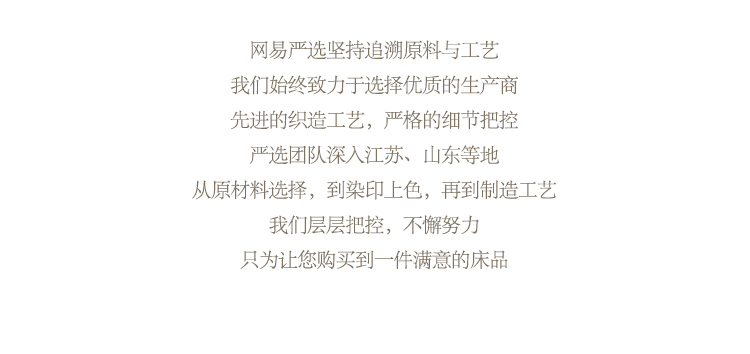 网易严选坚持追溯原料与工艺
我们始终致力于选择优质的生产商
先进的织造工艺，严格的细节把控
严选团队深入江苏、山东等地
从原材料选择，到染印上色，再到制造工艺
我们层层把控，不懈努力
只为让您购买到一件满意的床品